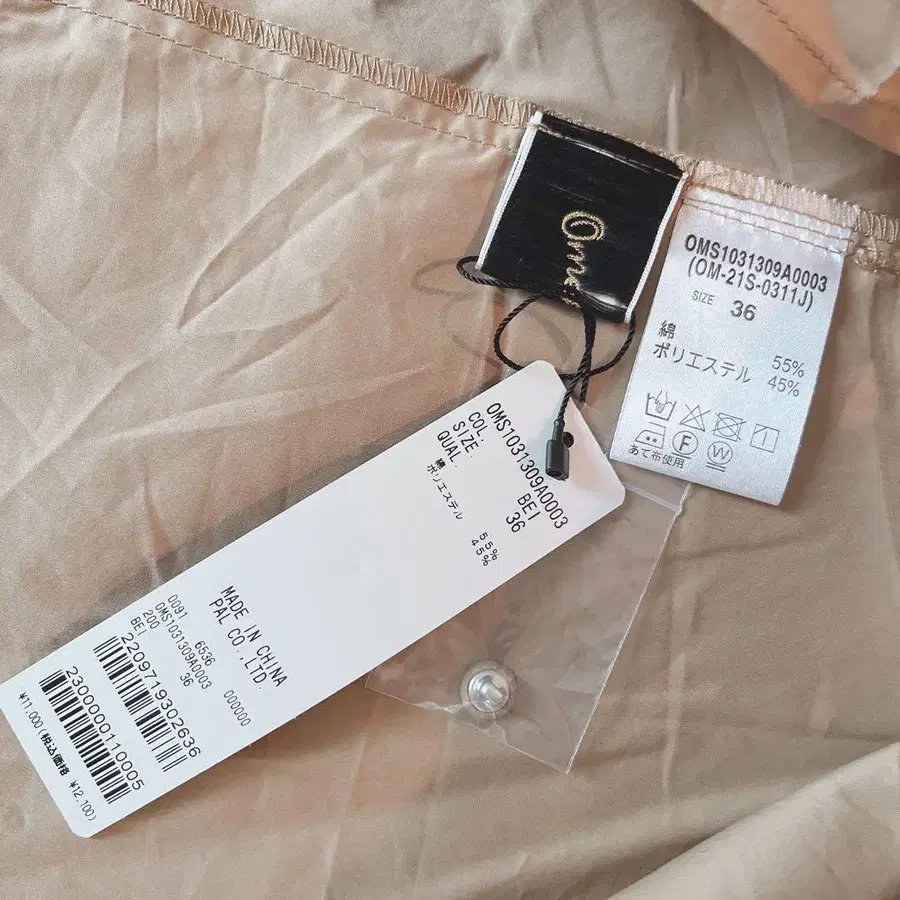 OMS1031309A0003
(OM-21S-0311J)
SIZE 36
綿 55%
ポリエステル 45%
あて布使用
OMS1031309A0003
COL. BEI
SIZE. 36
QUAL.
綿 55%
ポリエステル 45%
MADE IN CHINA
PAL CO.,LTD.
0091 6536 000000
OMS1031309A0003
200 36
BEI
2209719302636
2300000110005
¥11,000(税込価格 ¥12,100)